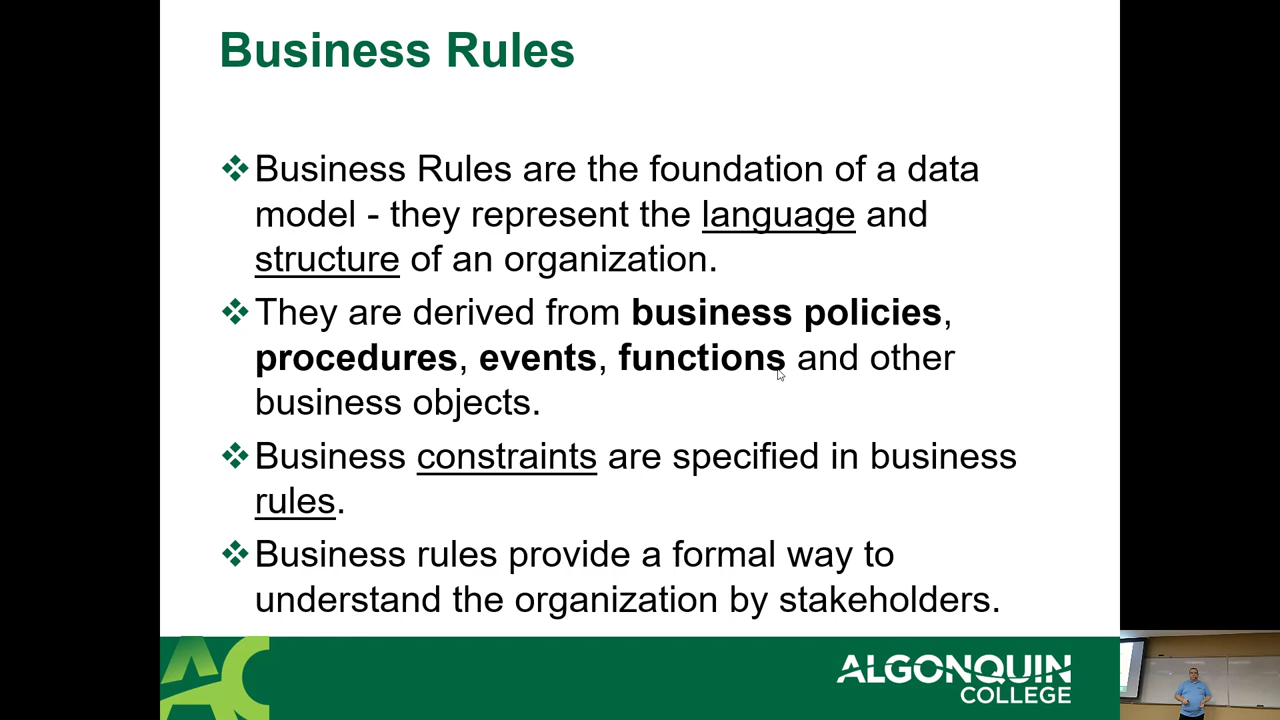 Business Rules
Business Rules are the foundation of a data
model - they represent the language and
structure of an organization.
They are derived from business policies,
procedures, events, functions and other
business objects.
Business constraints are specified in business
rules.
Business rules provide a formal way to
understand the organization by stakeholders.
AC
ALGONQUIN
COLLEGE